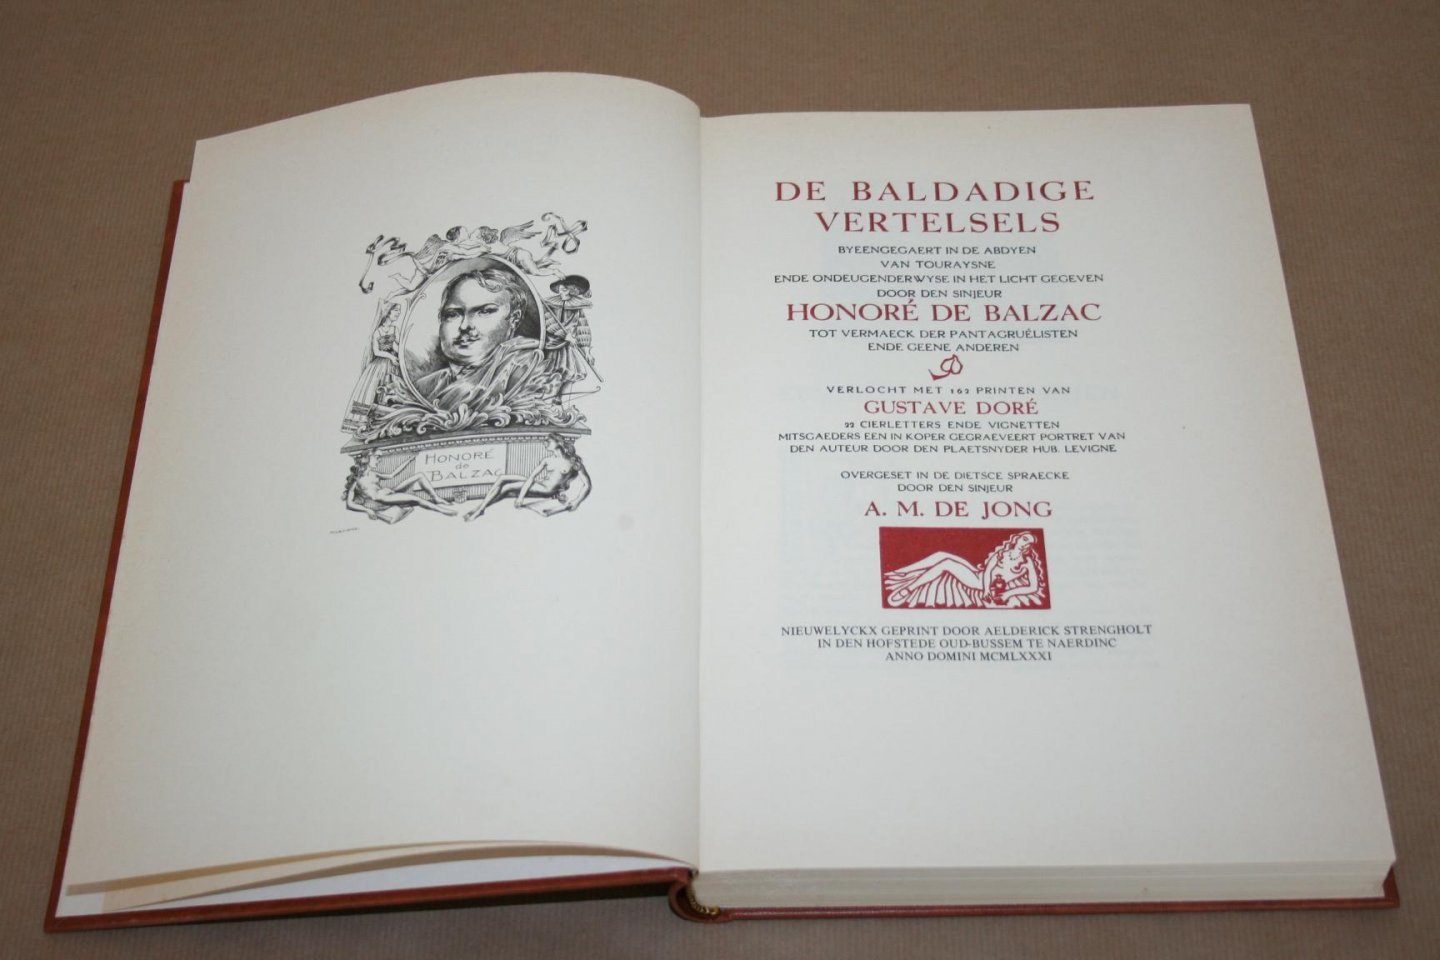 HONORÉ
de
BALZAC
DE BALDADIGE
VERTELSELS
BYEENGEGAERT IN DE ABDYEN
VAN TOURAYSNE
ENDE ONDEUGENDERWYSE IN HET LICHT GEGEVEN
DOOR DEN SINJEUR
HONORÉ DE BALZAC
TOT VERMAECK DER PANTAGRUÉLISTEN
ENDE GEENE ANDEREN
VERLOCHT MET 162 PRINTEN VAN
GUSTAVE DORÉ
22 CIERLETTERS ENDE VIGNETTEN
MITSGAEDERS EEN IN KOPER GEGRAEVEERT PORTRET VAN
DEN AUTEUR DOOR DEN PLAETSNYDER HUB. LEVIGNE
OVERGESET IN DE DIETSCE SPRAECKE
DOOR DEN SINJEUR
A. M. DE JONG
NIEUWELYCKX GEPRINT DOOR AELDERICK STRENGHOLT
IN DEN HOFSTEDE OUD-BUSSEM TE NAERDINC
ANNO DOMINI MCMLXXXI